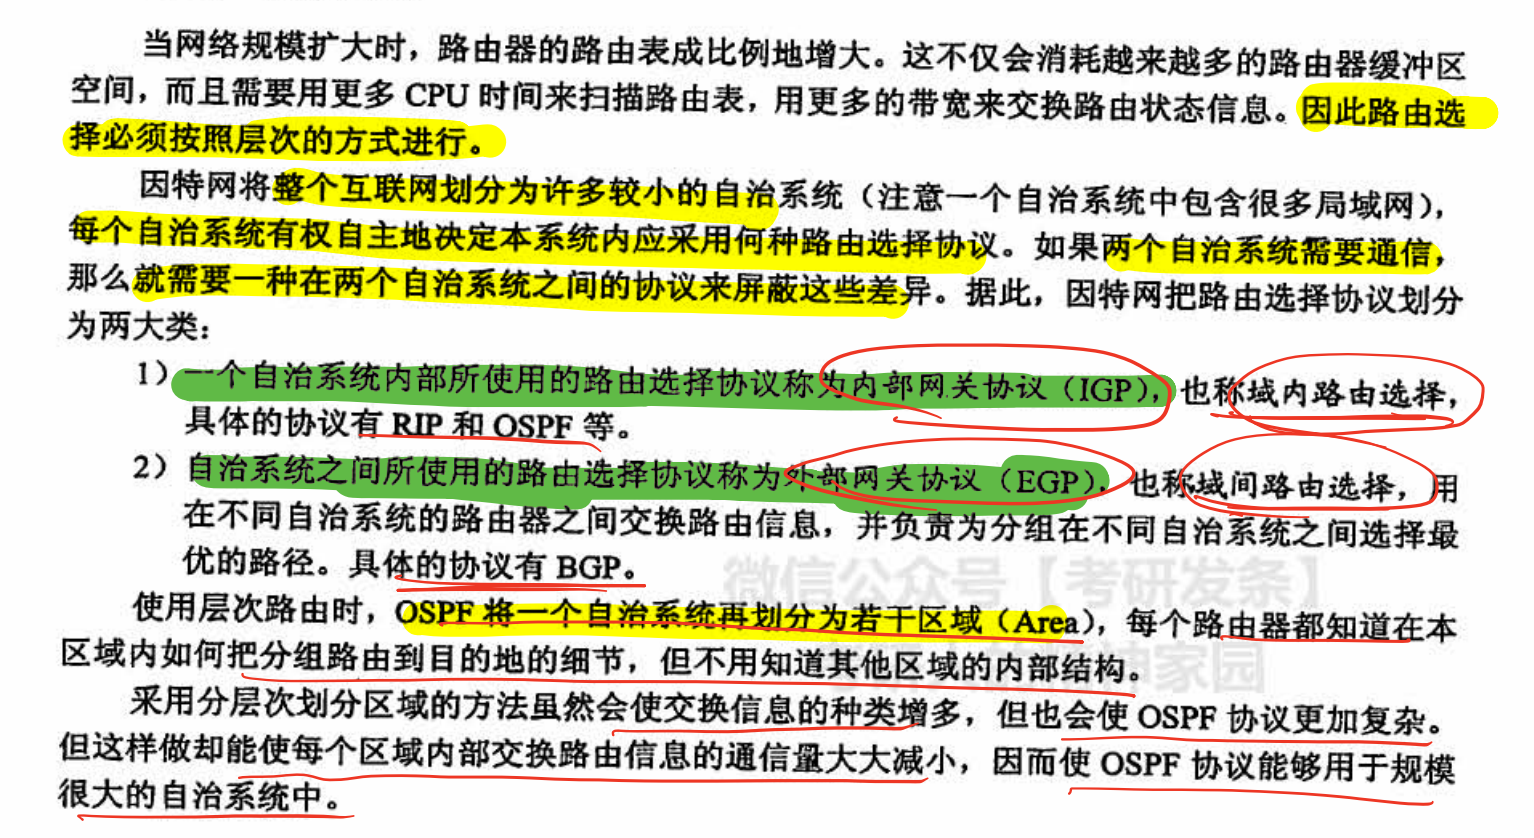 当网络规模扩大时，路由器的路由表成比例地增大。这不仅会消耗越来越多的路由器缓冲区
空间，而且需要用更多 CPU 时间来扫描路由表，用更多的带宽来交换路由状态信息。因此路由选
择必须按照层次的方式进行。
因特网将整个互联网划分为许多较小的自治系统（注意一个自治系统中包含很多局域网），
每个自治系统有权自主地决定本系统内应采用何种路由选择协议。如果两个自治系统需要通信，
那么就需要一种在两个自治系统之间的协议来屏蔽这些差异。据此，因特网把路由选择协议划分
为两大类：
1）一个自治系统内部所使用的路由选择协议称为内部网关协议（IGP），也称域内路由选择，
具体的协议有 RIP 和 OSPF 等。
2）自治系统之间所使用的路由选择协议称为外部网关协议（EGP），也称域间路由选择，用
在不同自治系统的路由器之间交换路由信息，并负责为分组在不同自治系统之间选择最
优的路径。具体的协议有 BGP。
微信公众号【考研发条】
使用层次路由时，OSPF 将一个自治系统再划分为若干区域（Area），每个路由器都知道在本
区域内如何把分组路由到目的地的细节，但不用知道其他区域的内部结构。
神家园
采用分层次划分区域的方法虽然会使交换信息的种类增多，但也会使 OSPF 协议更加复杂。
但这样做却能使每个区域内部交换路由信息的通信量大大减小，因而使 OSPF 协议能够用于规模
很大的自治系统中。